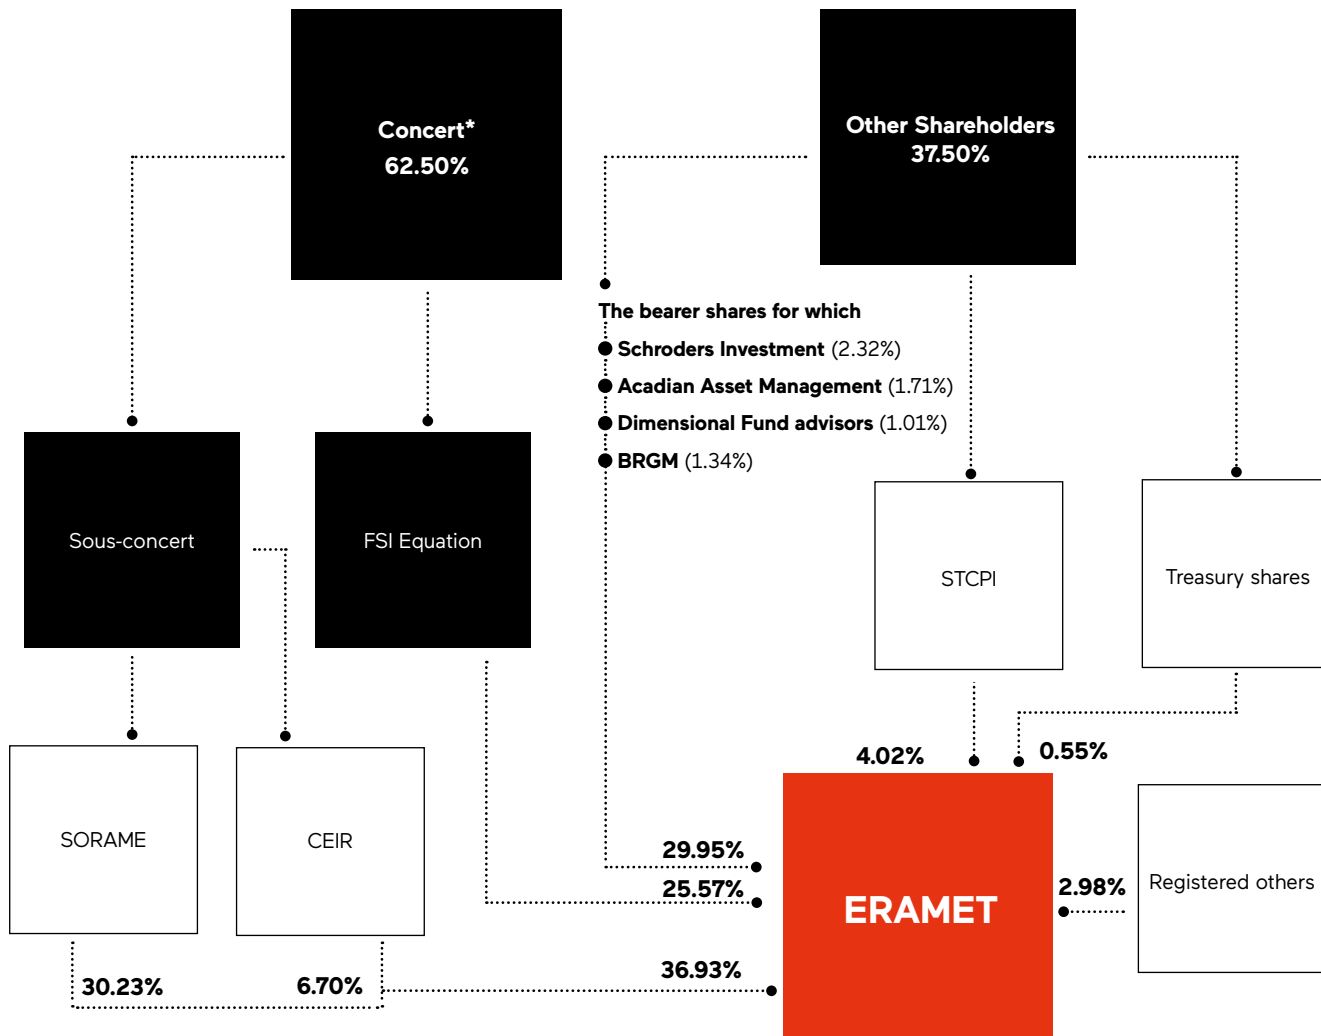 Concert*
62.50%
Other Shareholders
37.50%
The bearer shares for which
Schroders Investment (2.32%)
Acadian Asset Management (1.71%)
Dimensional Fund advisors (1.01%)
BRGM (1.34%)
Sous-concert
FSI Equation
STCPI
Treasury shares
4.02%
0.55%
SORAME
CEIR
29.95%
25.57%
ERAMET
2.98%
Registered others
30.23%
6.70%
36.93%